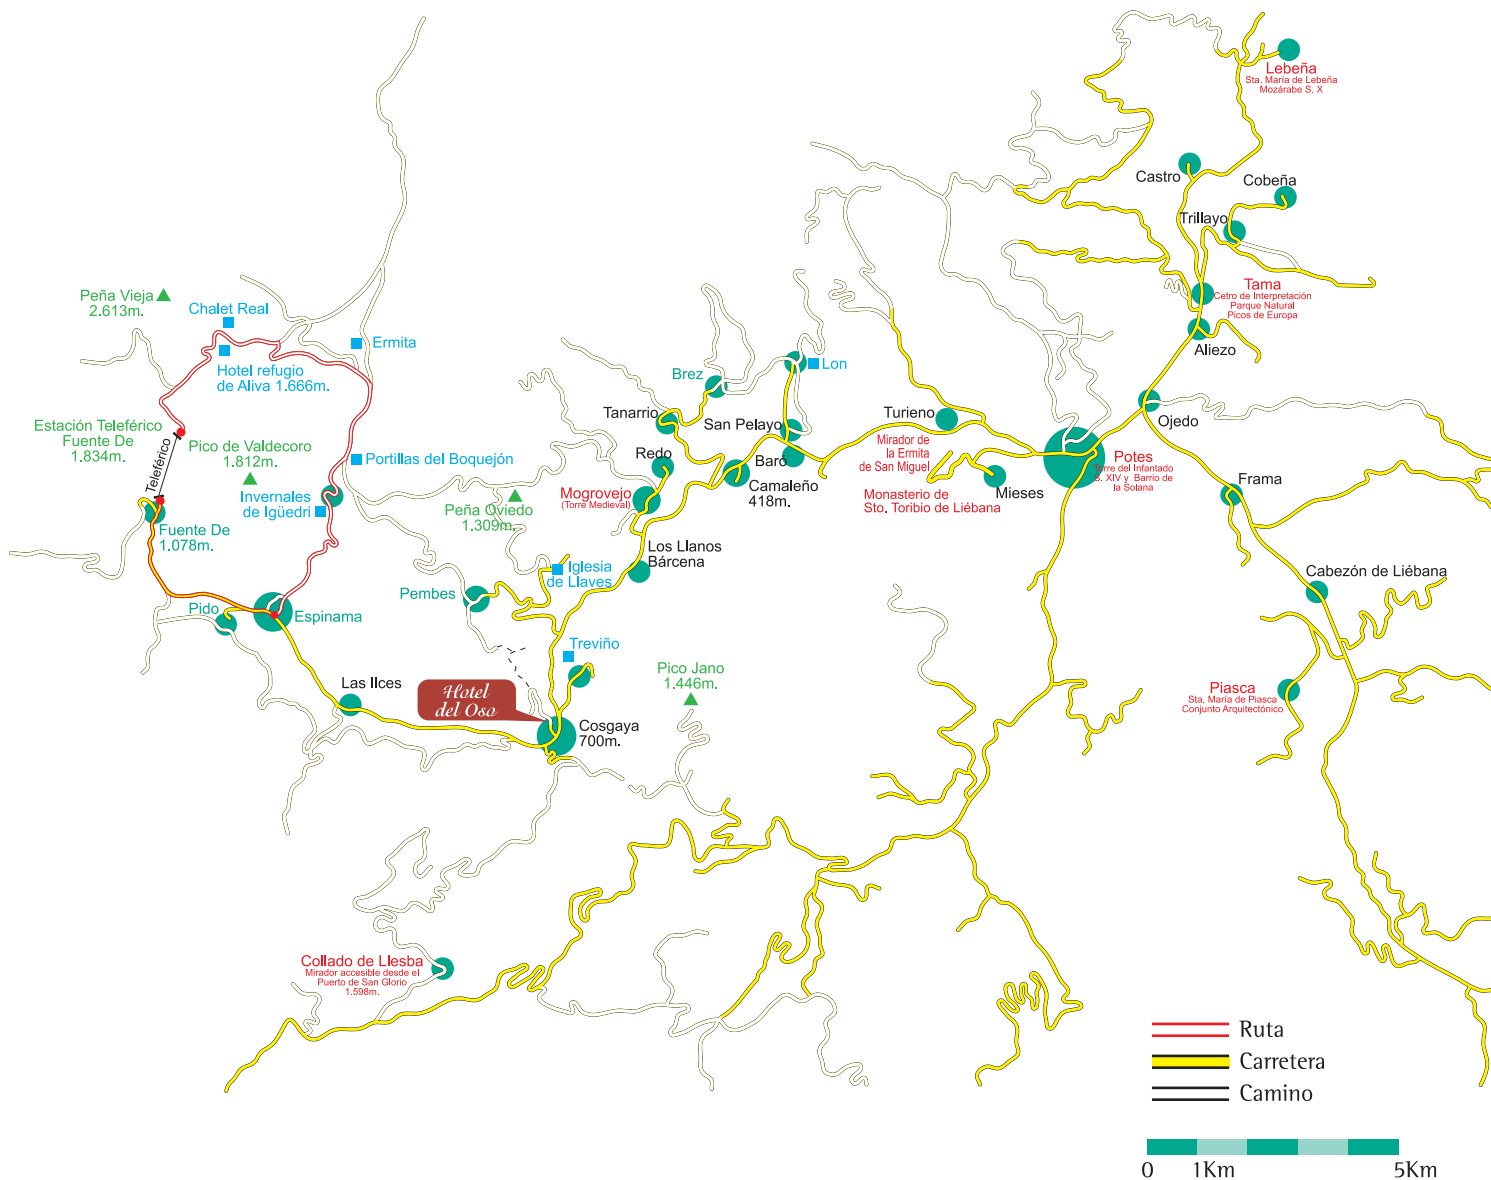 Lebeña
Sta. María de Lebeña
Mozárabe S. X
Castro
Cobeña
Trillayo
Tama
Cetro de Interpretación
Parque Natural
Picos de Europa
Aliezo
Peña Vieja
2.613m.
Chalet Real
Ermita
Hotel refugio
de Aliva 1.666m.
Brez
Lon
Estación Teleférico
Fuente De
1.834m.
Teleférico
Pico de Valdecoro
1.812m.
Portillas del Boquejón
Invernales
de Igüedri
Fuente De
1.078m.
Tanarrio
San Pelayo
Turieno
Ojedo
Redo
Baró
Camaleño
418m.
Mirador de
la Ermita
de San Miguel
Mogrovejo
(Torre Medieval)
Peña Oviedo
1.309m.
Monasterio de
Sto. Toribio de Liébana
Mieses
Potes
Torre del Infantado
S. XIV y Barrio de
la Solana
Frama
Los Llanos
Bárcena
Iglesia
de Llaves
Pembes
Cabezón de Liébana
Pido
Espinama
Treviño
Pico Jano
1.446m.
Las Ilces
Hotel
del Oso
Cosgaya
700m.
Piasca
Sta. María de Piasca
Conjunto Arquitectónico
Collado de Llesba
Mirador accesible desde el
Puerto de San Glorio
1.598m.
Ruta
Carretera
Camino
0 1Km 5Km